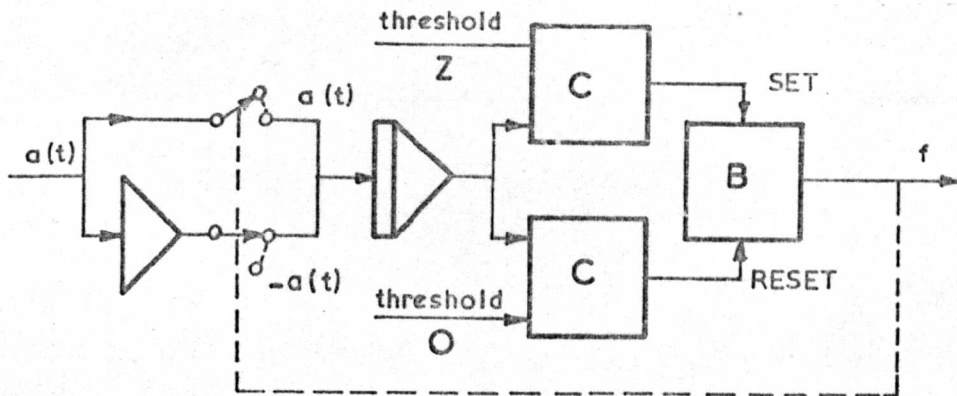 threshold
Z
C
SET
a(t)
a(t)
B
f
-a(t)
C
RESET
threshold
O